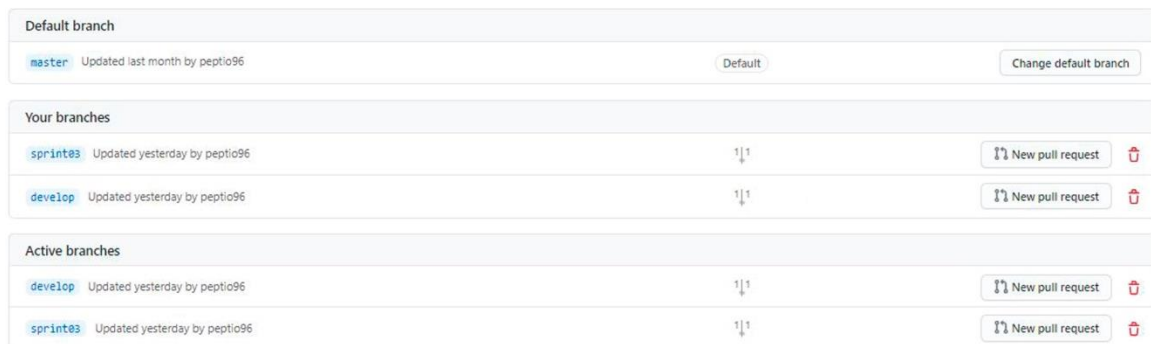 Default branch
master Updated last month by peptio96 Default Change default branch
Your branches
sprint03 Updated yesterday by peptio96 1|1 New pull request
develop Updated yesterday by peptio96 1|1 New pull request
Active branches
develop Updated yesterday by peptio96 1|1 New pull request
sprint03 Updated yesterday by peptio96 1|1 New pull request